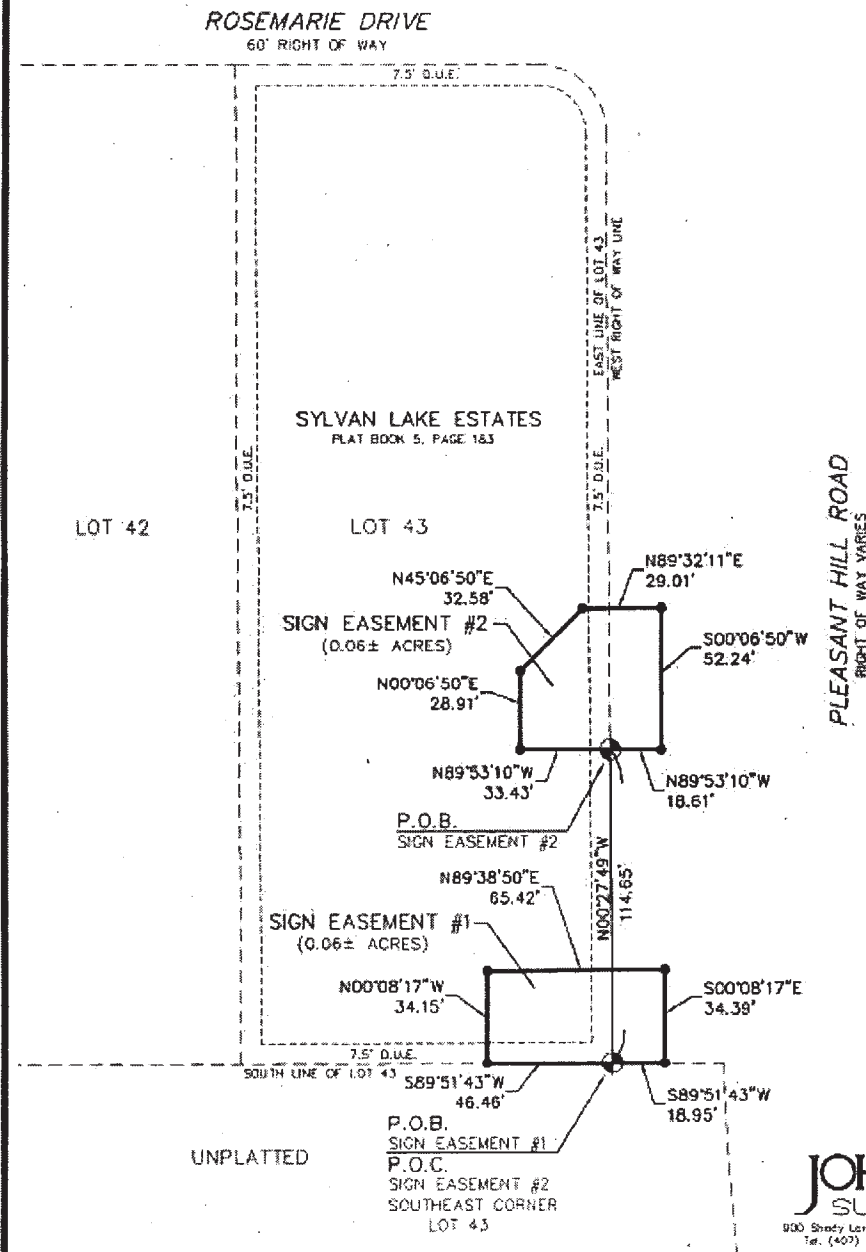 ROSEMARIE DRIVE
60' RIGHT OF WAY
7.5' D.U.E.
EAST LINE OF LOT 43
WEST RIGHT OF WAY LINE
SYLVAN LAKE ESTATES
PLAT BOOK 5, PAGE 183
7.5' D.U.E.
7.5' D.U.E.
PLEASANT HILL ROAD
RIGHT OF WAY VARIES
LOT 42
LOT 43
N89°32'11"E
29.01'
N45°06'50"E
32.58'
SIGN EASEMENT #2
(0.06± ACRES)
S00°06'50"W
52.24'
N00°06'50"E
28.91'
N89°53'10"W
33.43'
N89°53'10"W
18.61'
P.O.B.
SIGN EASEMENT #2
N00°27'49"W
114.65'
N89°38'50"E
65.42'
SIGN EASEMENT #1
(0.06± ACRES)
N00°08'17"W
34.15'
S00°08'17"E
34.39'
7.5' D.U.E.
SOUTH LINE OF LOT 43
S89°51'43"W
46.46'
S89°51'43"W
18.95'
P.O.B.
SIGN EASEMENT #1
P.O.C.
SIGN EASEMENT #2
SOUTHEAST CORNER
LOT 43
UNPLATTED
JOH
SU
900 Shady Lan
Tel. (407)